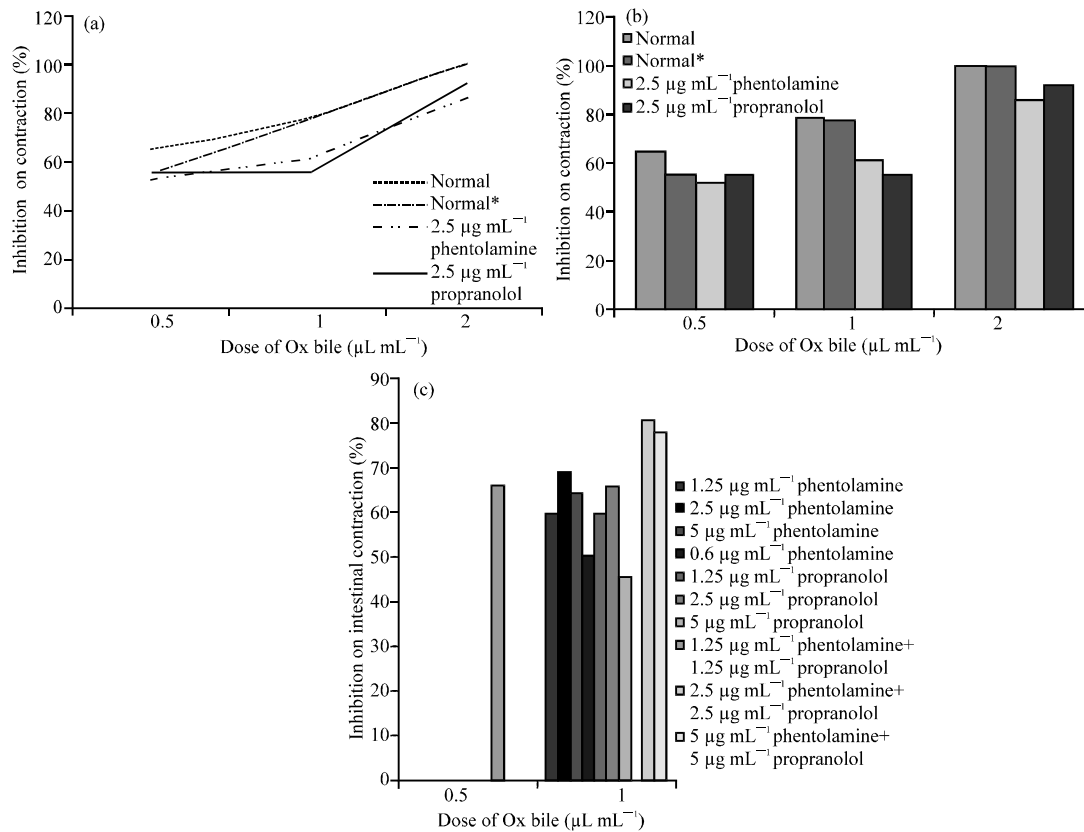 (a)
Inhibition on contraction (%)
120
100
80
60
40
20
0
0.5
1
2
Dose of Ox bile (µL mL⁻¹)
Normal
Normal*
2.5 µg mL⁻¹
phentolamine
2.5 µg mL⁻¹
propranolol
(b)
Inhibition on contraction (%)
120
100
80
60
40
20
0
0.5
1
2
Dose of Ox bile (µL mL⁻¹)
Normal
Normal*
2.5 µg mL⁻¹ phentolamine
2.5 µg mL⁻¹ propranolol
(c)
Inhibition on intestinal contraction (%)
90
80
70
60
50
40
30
20
10
0
0.5
1
Dose of Ox bile (µL mL⁻¹)
1.25 µg mL⁻¹ phentolamine
2.5 µg mL⁻¹ phentolamine
5 µg mL⁻¹ phentolamine
0.6 µg mL⁻¹ phentolamine
1.25 µg mL⁻¹ propranolol
2.5 µg mL⁻¹ propranolol
5 µg mL⁻¹ propranolol
1.25 µg mL⁻¹ phentolamine+
1.25 µg mL⁻¹ propranolol
2.5 µg mL⁻¹ phentolamine+
2.5 µg mL⁻¹ propranolol
5 µg mL⁻¹ phentolamine+
5 µg mL⁻¹ propranolol